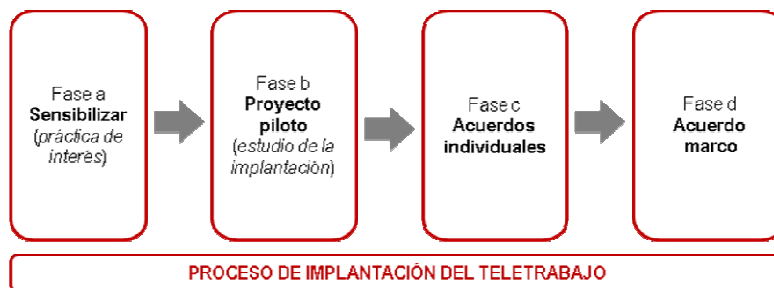 Fase a
Sensibilizar
(práctica de
interés)
Fase b
Proyecto
piloto
(estudio de la
implantación)
Fase c
Acuerdos
individuales
Fase d
Acuerdo
marco
PROCESO DE IMPLANTACIÓN DEL TELETRABAJO